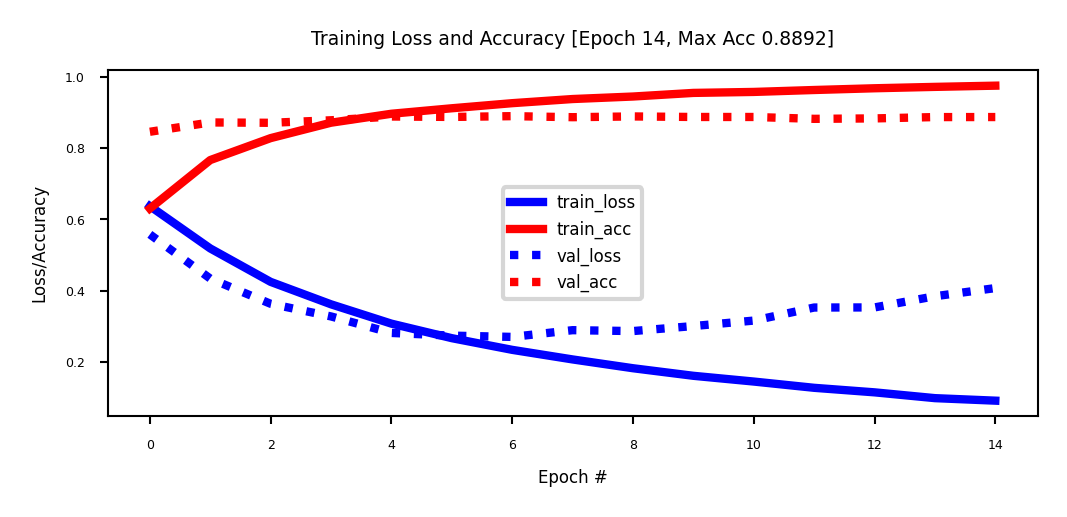 Training Loss and Accuracy [Epoch 14, Max Acc 0.8892]
1.0
0.8
0.6
0.4
0.2
Loss/Accuracy
train_loss
train_acc
val_loss
val_acc
0 2 4 6 8 10 12 14
Epoch #